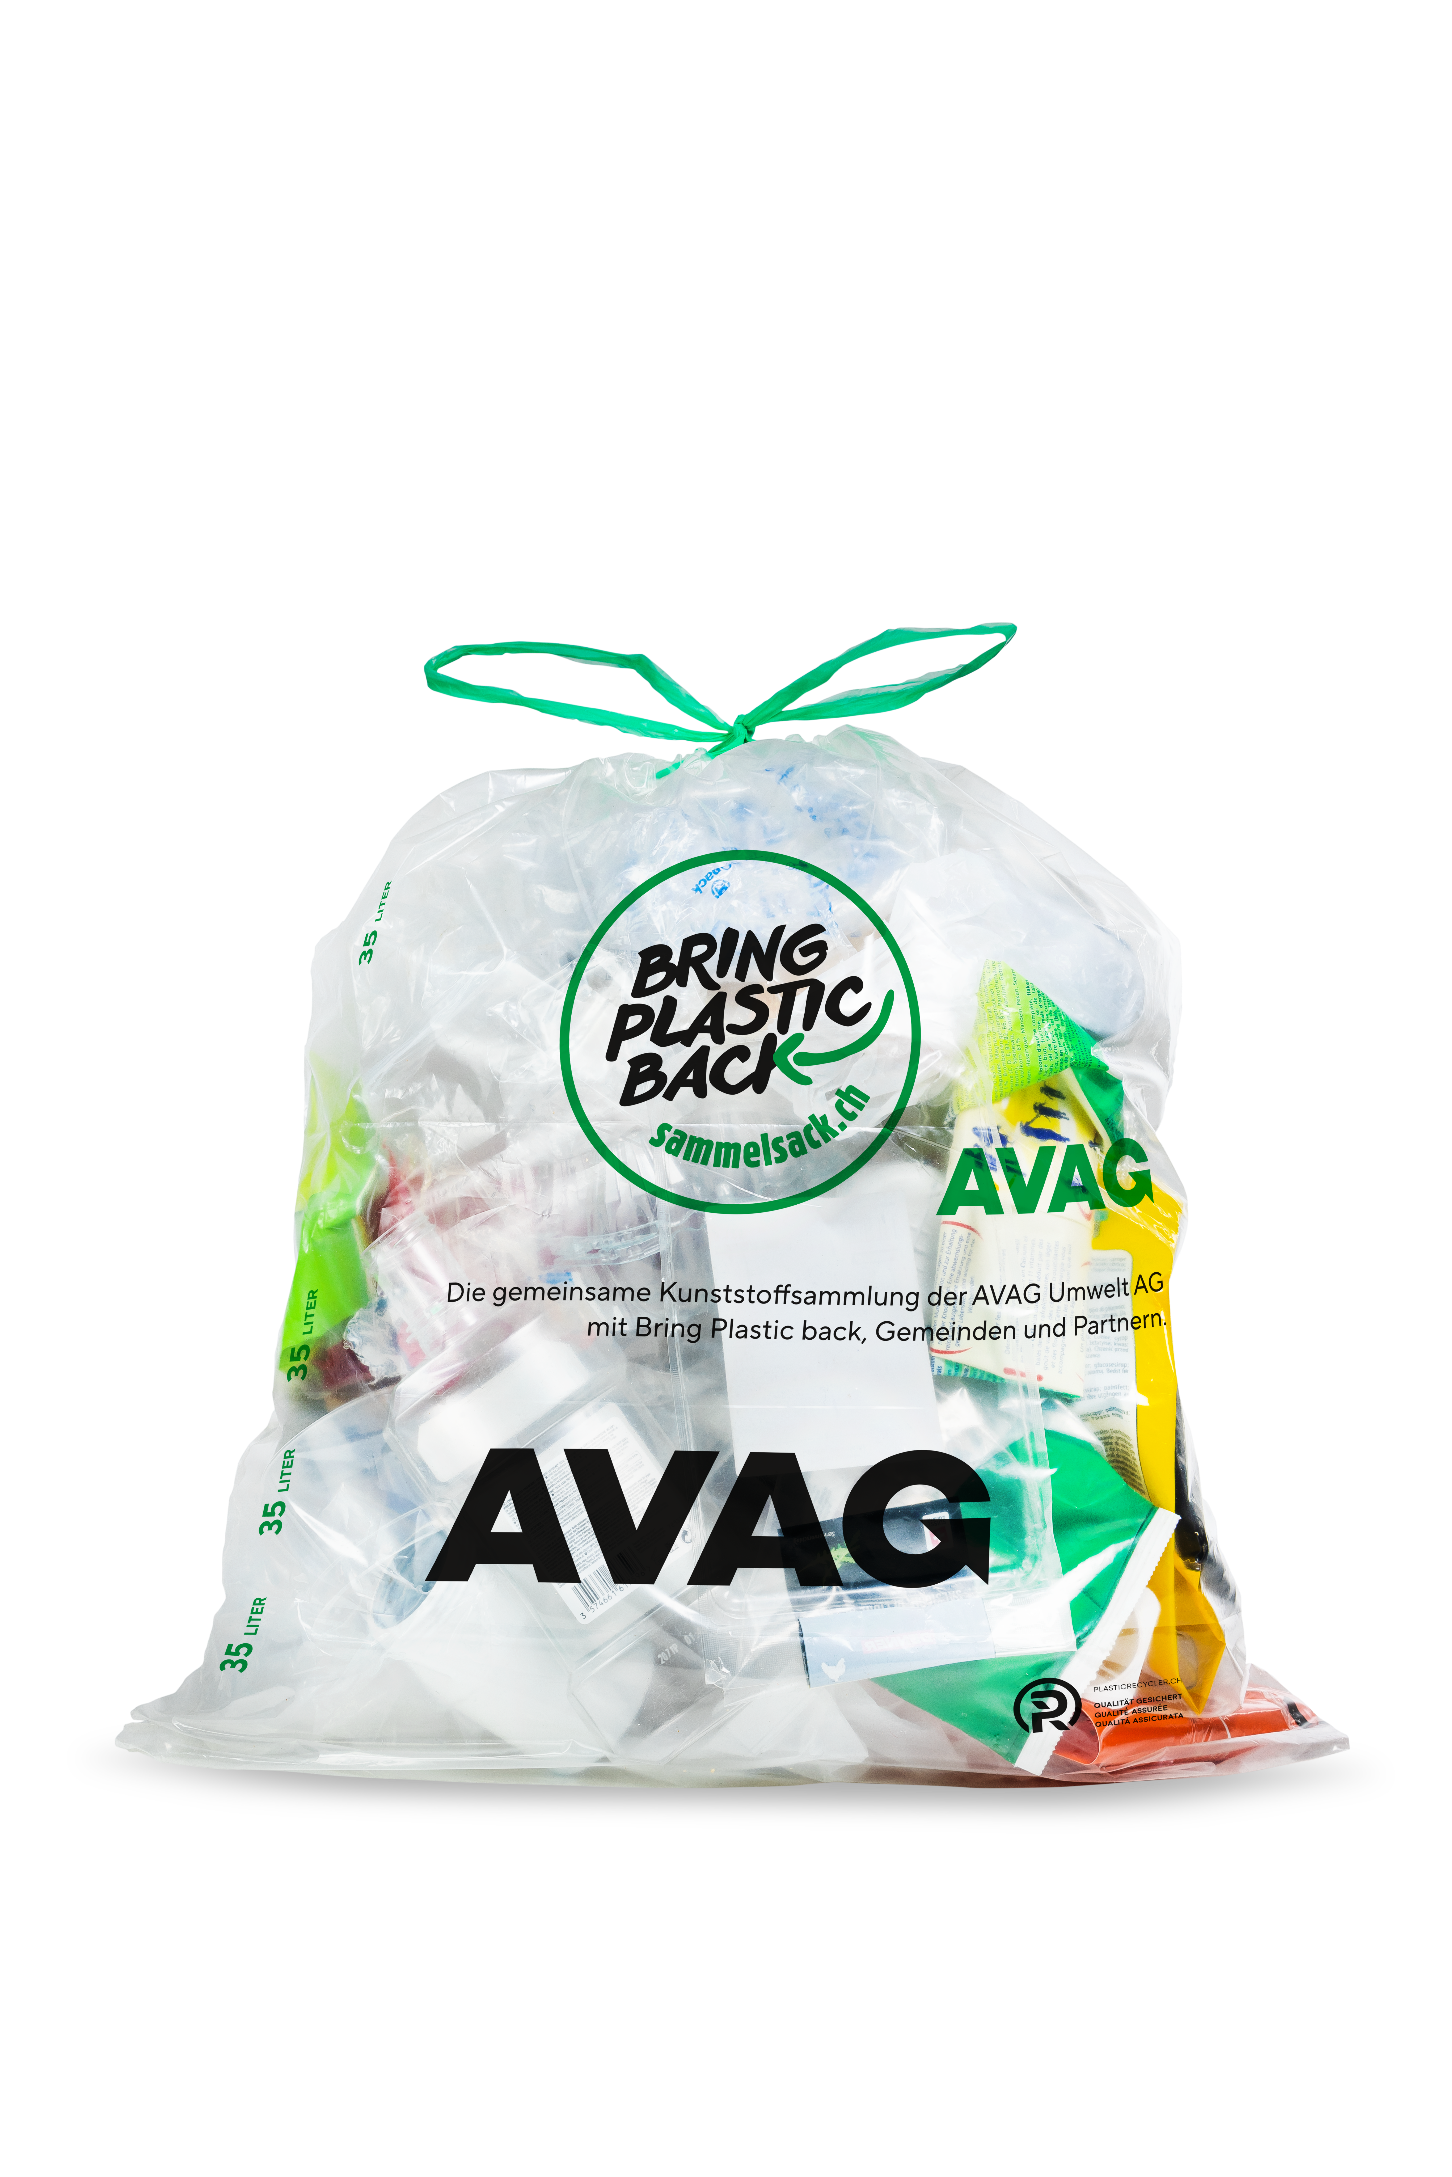 35 LITER
BRING
PLASTIC
BACK
sammelsack.ch
AVAG
Die gemeinsame Kunststoffsammlung der AVAG Umwelt AG
mit Bring Plastic back, Gemeinden und Partnern.
35 LITER
AVAG
35 LITER
35 LITER
PLASTICRECYCLER.CH
QUALITÄT GESICHERT
QUALITÉ ASSURÉE
QUALITÀ ASSICURATA